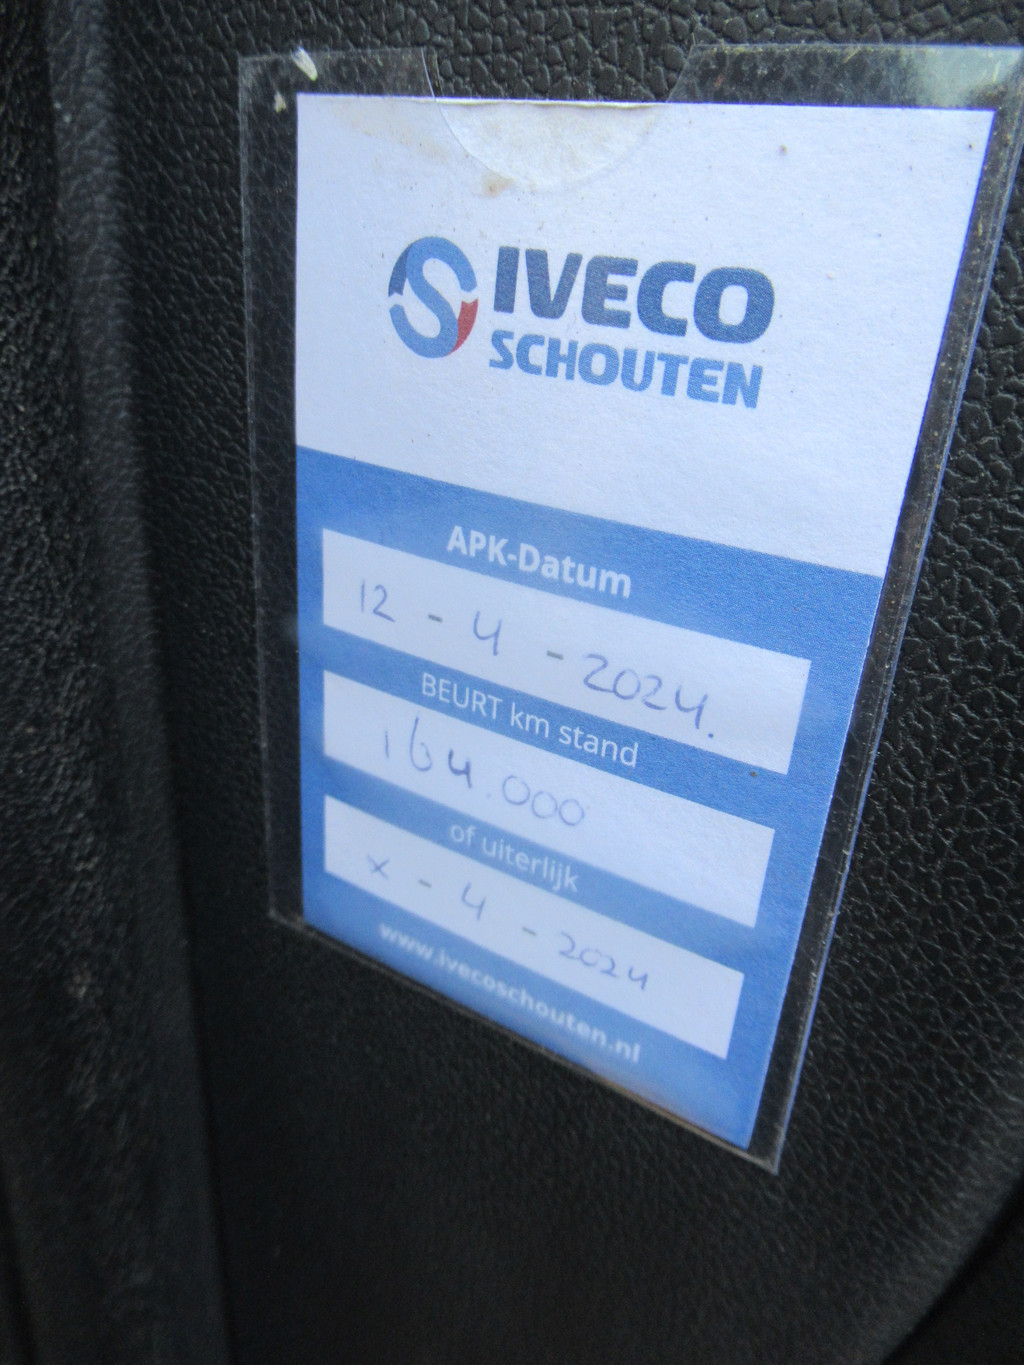 IVECO
SCHOUTEN
APK-Datum
12 - 4 - 2024.
BEURT km stand
164.000
of uiterlijk
x - 4 - 2024
www.ivecoschouten.nl